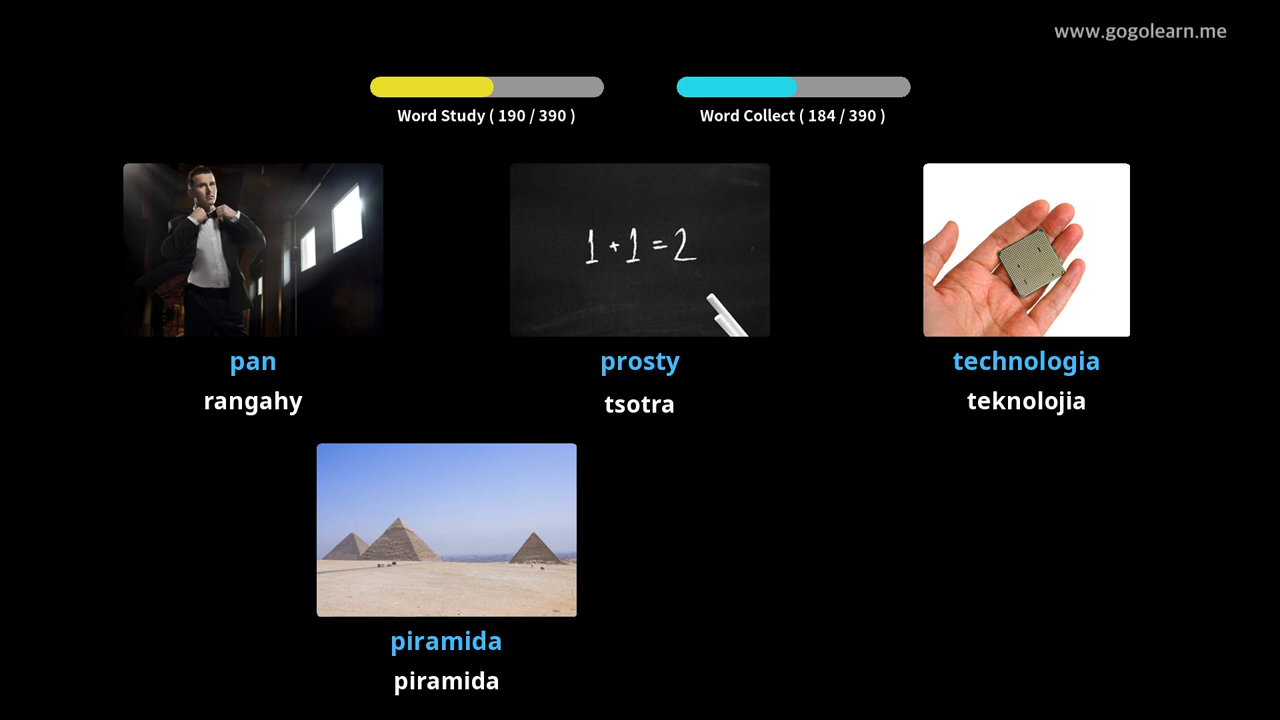 www.gogolearn.me
Word Study ( 190 / 390 )
Word Collect ( 184 / 390 )
1 + 1 = 2
pan
prosty
technologia
rangahy
tsotra
teknolojia
piramida
piramida